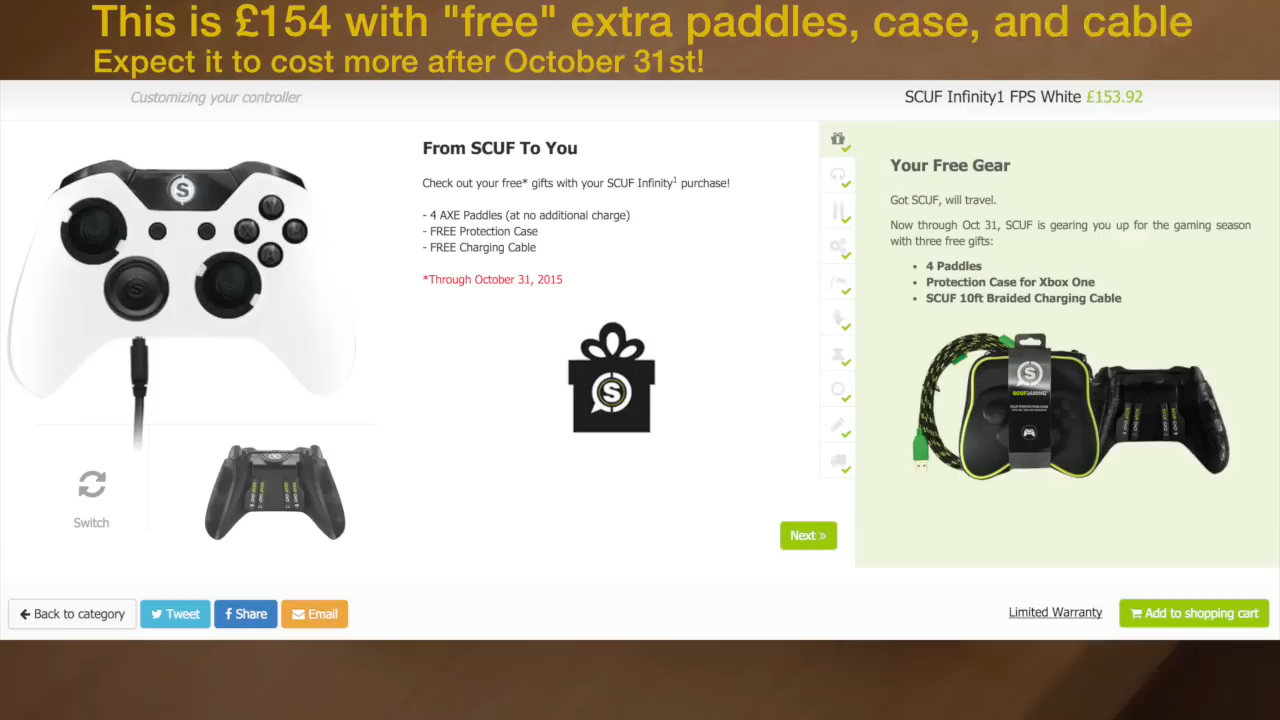 This is £154 with "free" extra paddles, case, and cable
Expect it to cost more after October 31st!
Customizing your controller
SCUF Infinity1 FPS White £153.92
From SCUF To You
Check out your free* gifts with your SCUF Infinity1 purchase!
- 4 AXE Paddles (at no additional charge)
- FREE Protection Case
- FREE Charging Cable
*Through October 31, 2015
Your Free Gear
Got SCUF, will travel.
Now through Oct 31, SCUF is gearing you up for the gaming season
with three free gifts:
• 4 Paddles
• Protection Case for Xbox One
• SCUF 10ft Braided Charging Cable
S
Y
X
B
A
S
S
SCUFGAMING
Switch
Next »
Back to category
Tweet
Share
Email
Limited Warranty
Add to shopping cart